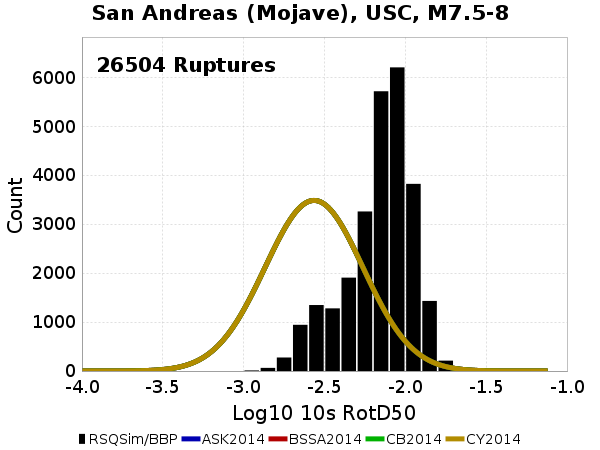 San Andreas (Mojave), USC, M7.5-8
26504 Ruptures
6000
5000
4000
3000
2000
1000
0
Count
-4.0 -3.5 -3.0 -2.5 -2.0 -1.5 -1.0
Log10 10s RotD50
RSQSim/BBP ASK2014 BSSA2014 CB2014 CY2014